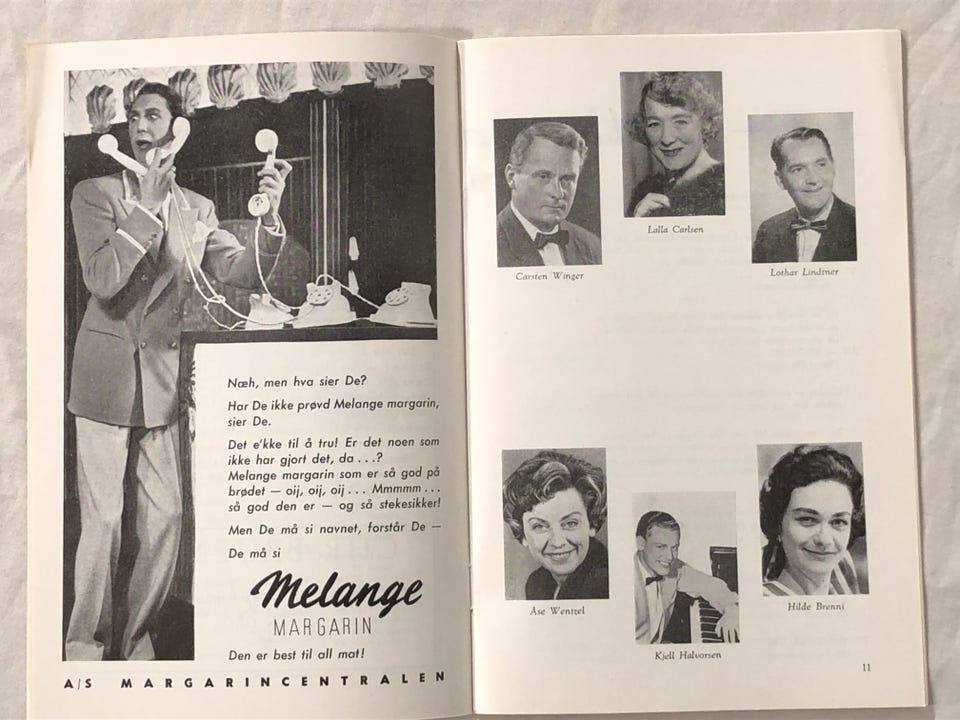 Næh, men hva sier De?
Har De ikke prøvd Melange margarin,
sier De.
Det e'kke til å tru! Er det noen som
ikke har gjort det, da . . .?
Melange margarin som er så god på
brødet — oij, oij, oij . . . Mmmmm . . .
så god den er — og så stekesikker!
Men De må si navnet, forstår De —
De må si
Melange
MARGARIN
Den er best til all mat!
A/S MARGARINCENTRALEN
Lalla Carlsen
Carsten Winger
Lothar Lindtner
Åse Wentzel
Hilde Brenni
Kjell Halvorsen
11